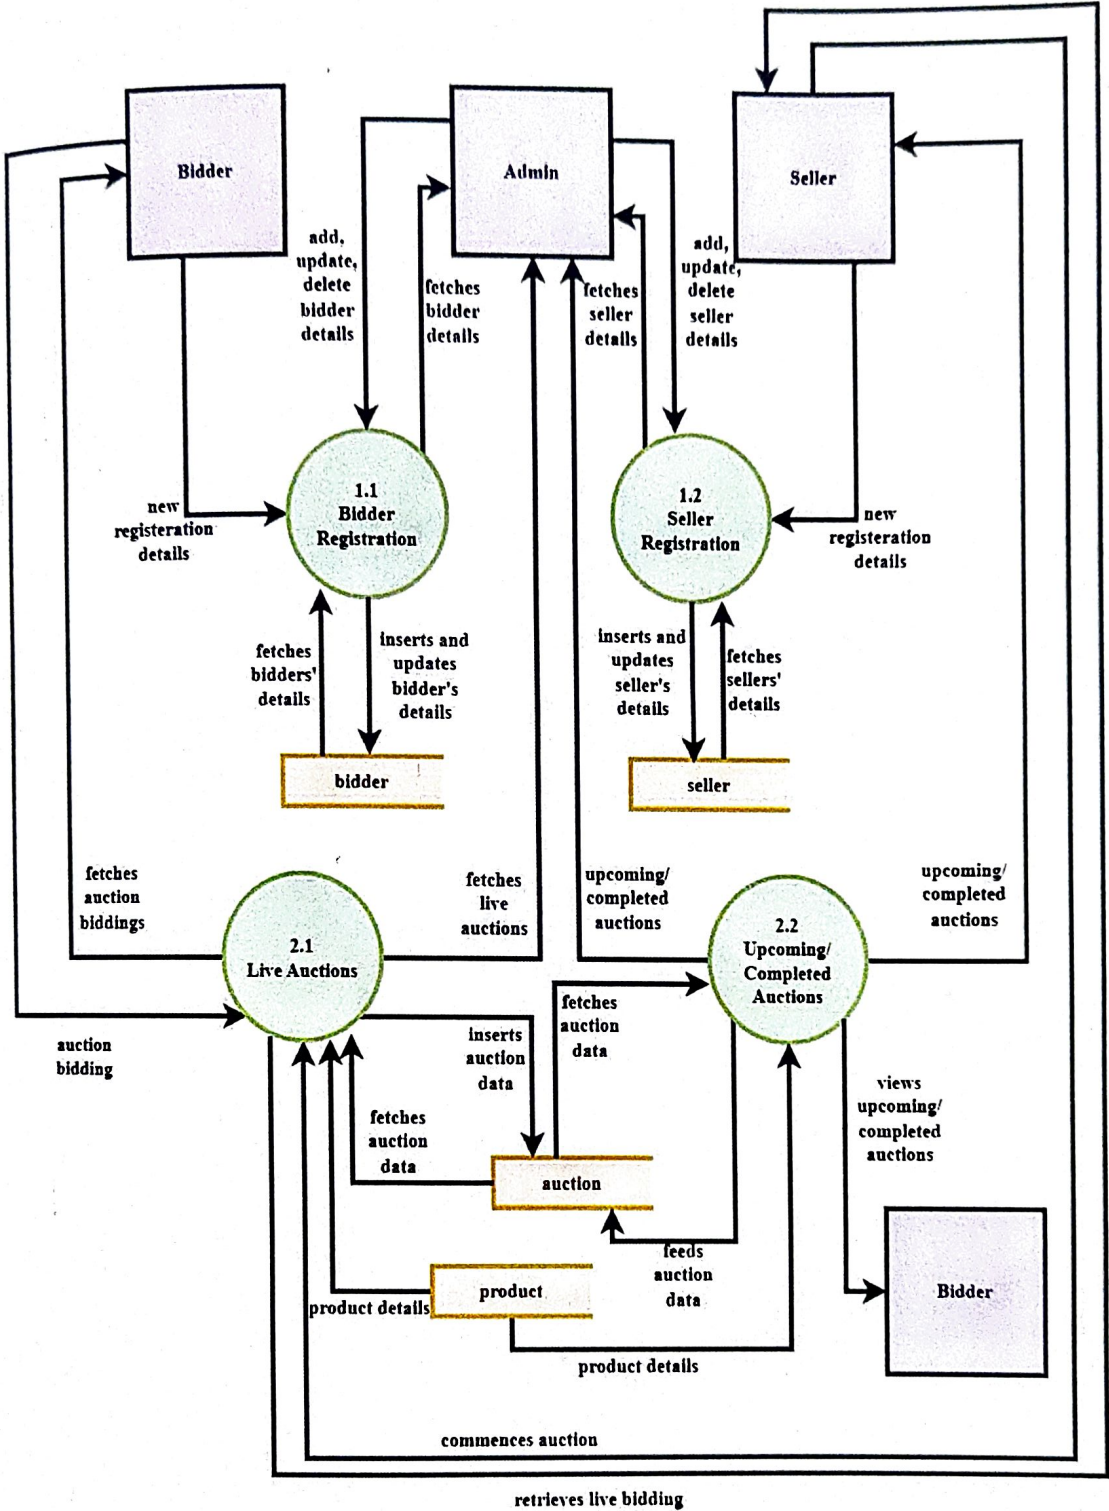 Bidder
Admin
Seller
add,
update,
delete
bidder
details
fetches
bidder
details
fetches
seller
details
add,
update,
delete
seller
details
1.1
Bidder
Registration
1.2
Seller
Registration
new
registeration
details
new
registeration
details
fetches
bidders'
details
inserts and
updates
bidder's
details
inserts and
updates
seller's
details
fetches
sellers'
details
bidder
seller
fetches
auction
biddings
fetches
live
auctions
upcoming/
completed
auctions
upcoming/
completed
auctions
2.1
Live Auctions
2.2
Upcoming/
Completed
Auctions
auction
bidding
inserts
auction
data
fetches
auction
data
fetches
auction
data
views
upcoming/
completed
auctions
auction
feeds
auction
data
product
product details
Bidder
product details
commences auction
retrieves live bidding